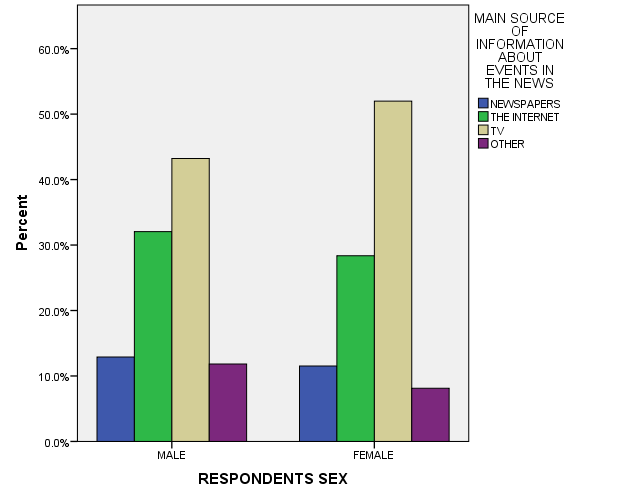 MAIN SOURCE
OF
INFORMATION
ABOUT
EVENTS IN
THE NEWS
NEWSPAPERS
THE INTERNET
TV
OTHER
Percent
60.0%
50.0%
40.0%
30.0%
20.0%
10.0%
0.0%
MALE
FEMALE
RESPONDENTS SEX